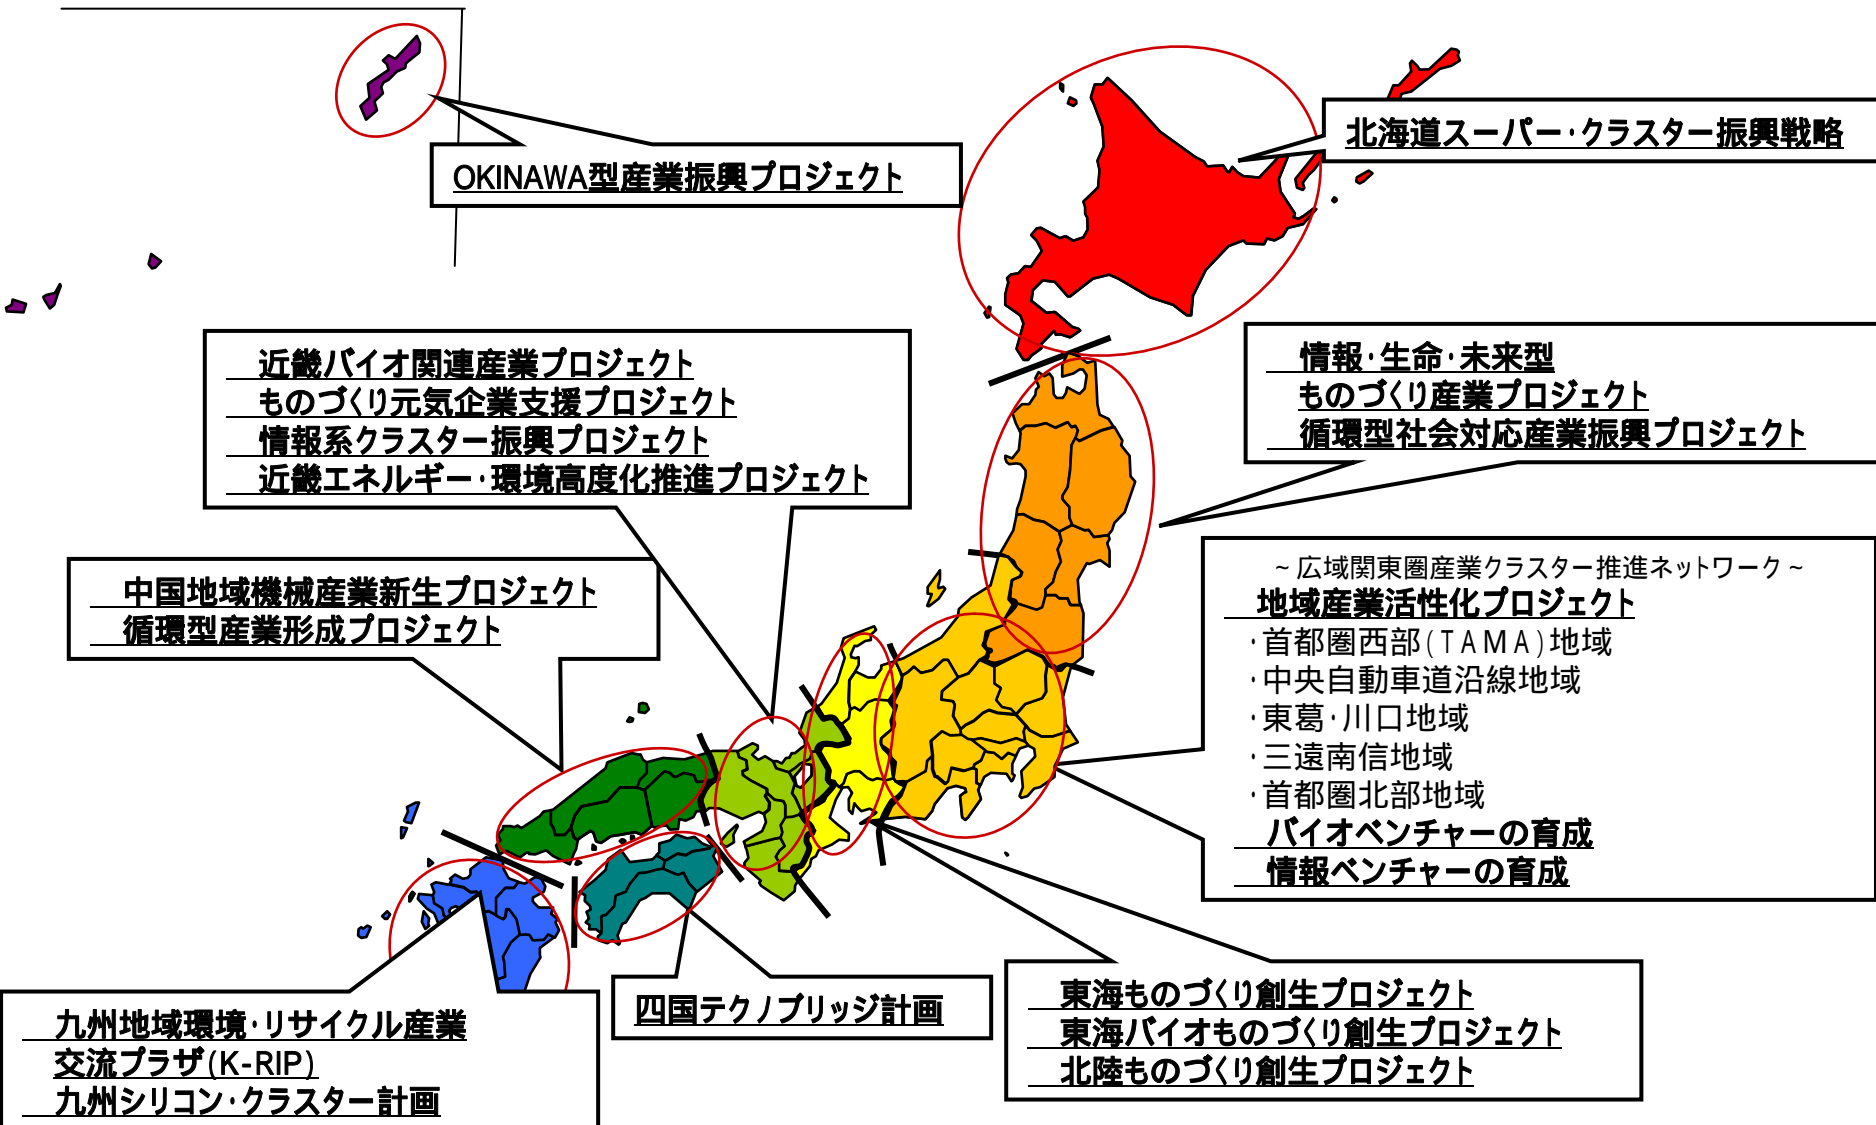 北海道スーパー・クラスター振興戦略
OKINAWA型産業振興プロジェクト
近畿バイオ関連産業プロジェクト
ものづくり元気企業支援プロジェクト
情報系クラスター振興プロジェクト
近畿エネルギー・環境高度化推進プロジェクト
情報・生命・未来型
ものづくり産業プロジェクト
循環型社会対応産業振興プロジェクト
中国地域機械産業新生プロジェクト
循環型産業形成プロジェクト
~広域関東圏産業クラスター推進ネットワーク~
地域産業活性化プロジェクト
・首都圏西部(TAMA)地域
・中央自動車道沿線地域
・東葛・川口地域
・三遠南信地域
・首都圏北部地域
バイオベンチャーの育成
情報ベンチャーの育成
九州地域環境・リサイクル産業
交流プラザ(K-RIP)
九州シリコン・クラスター計画
四国テクノブリッジ計画
東海ものづくり創生プロジェクト
東海バイオものづくり創生プロジェクト
北陸ものづくり創生プロジェクト